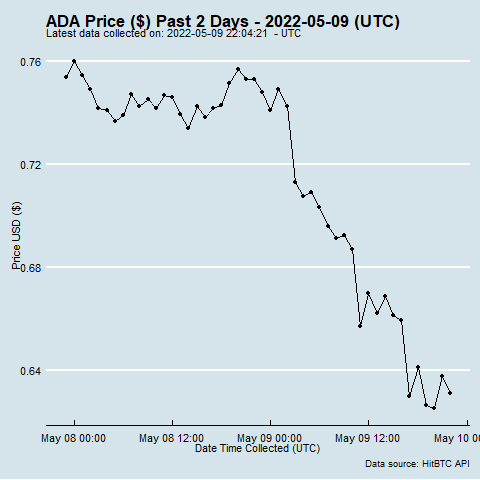 ADA Price ($) Past 2 Days - 2022-05-09 (UTC)
Latest data collected on: 2022-05-09 22:04:21 - UTC
0.76
0.72
Price USD ($)
0.68
0.64
May 08 00:00 May 08 12:00 May 09 00:00 May 09 12:00 May 10 00
Date Time Collected (UTC)
Data source: HitBTC API